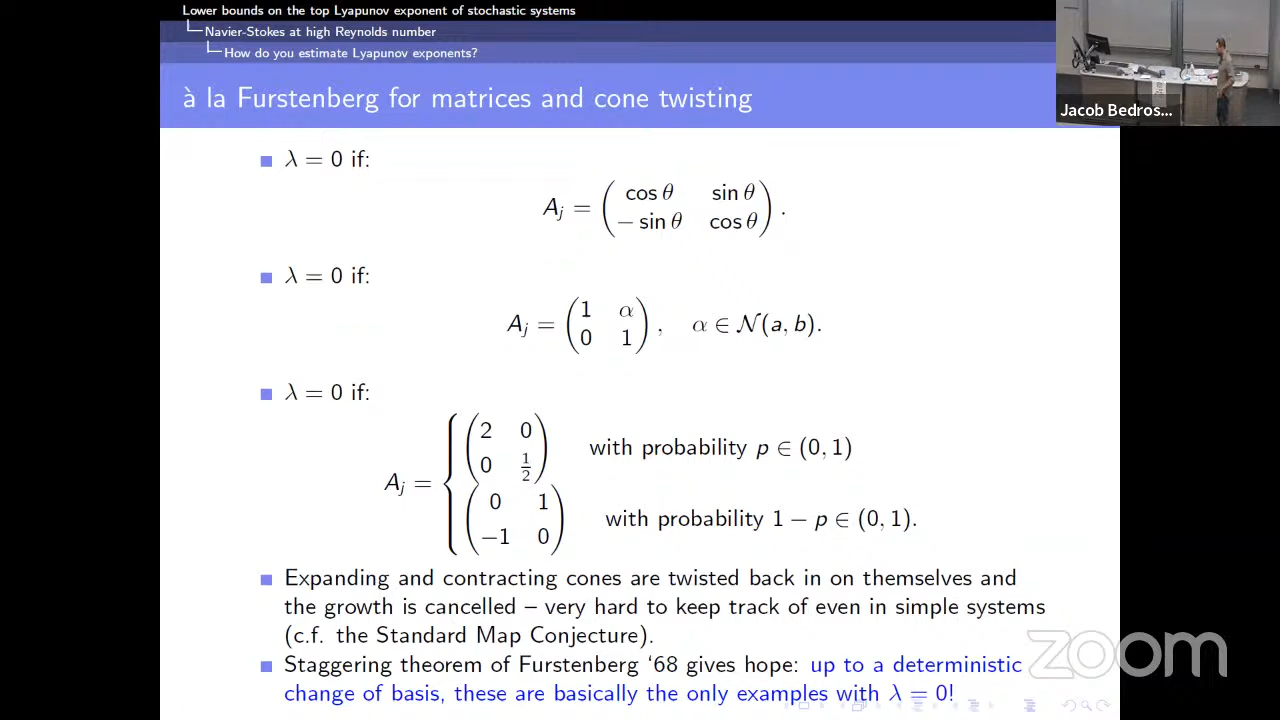 Lower bounds on the top Lyapunov exponent of stochastic systems
Navier-Stokes at high Reynolds number
How do you estimate Lyapunov exponents?
à la Furstenberg for matrices and cone twisting
Jacob Bedros...
λ = 0 if:
A_j = ( cos θ  sin θ
− sin θ  cos θ ) .
λ = 0 if:
A_j = ( 1  α
0  1 ) ,  α ∈ 𝒩(a, b).
λ = 0 if:
A_j = { ( 2  0
0  1/2 )  with probability p ∈ (0, 1)
( 0  1
−1  0 )  with probability 1 − p ∈ (0, 1).
Expanding and contracting cones are twisted back in on themselves and
the growth is cancelled – very hard to keep track of even in simple systems
(c.f. the Standard Map Conjecture).
Staggering theorem of Furstenberg ‘68 gives hope: up to a deterministic
change of basis, these are basically the only examples with λ = 0!
zoom